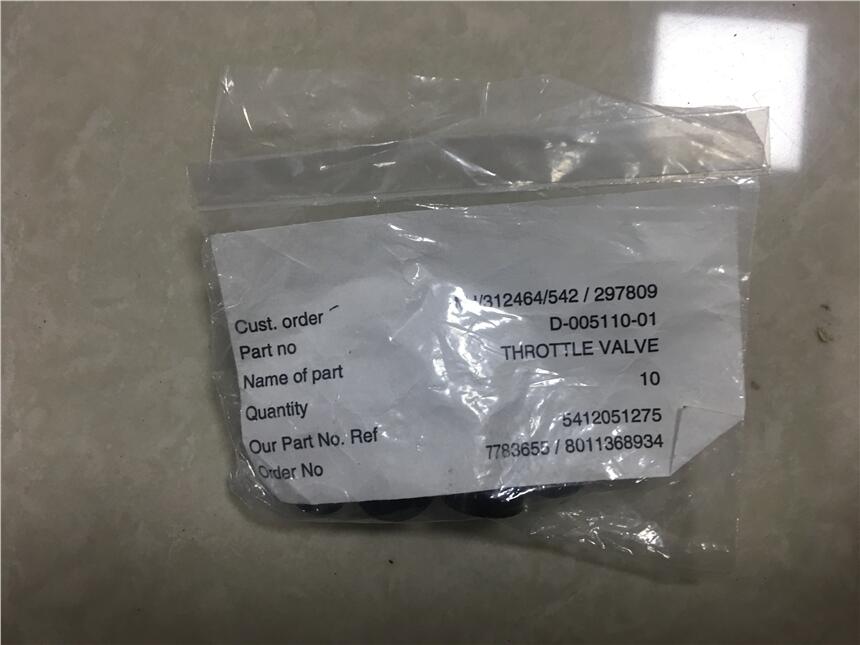 Cust. order /312464/542 / 297809
Part no D-005110-01
Name of part THROTTLE VALVE
Quantity 10
Our Part No. Ref 5412051275
Order No 7783655 / 8011368934